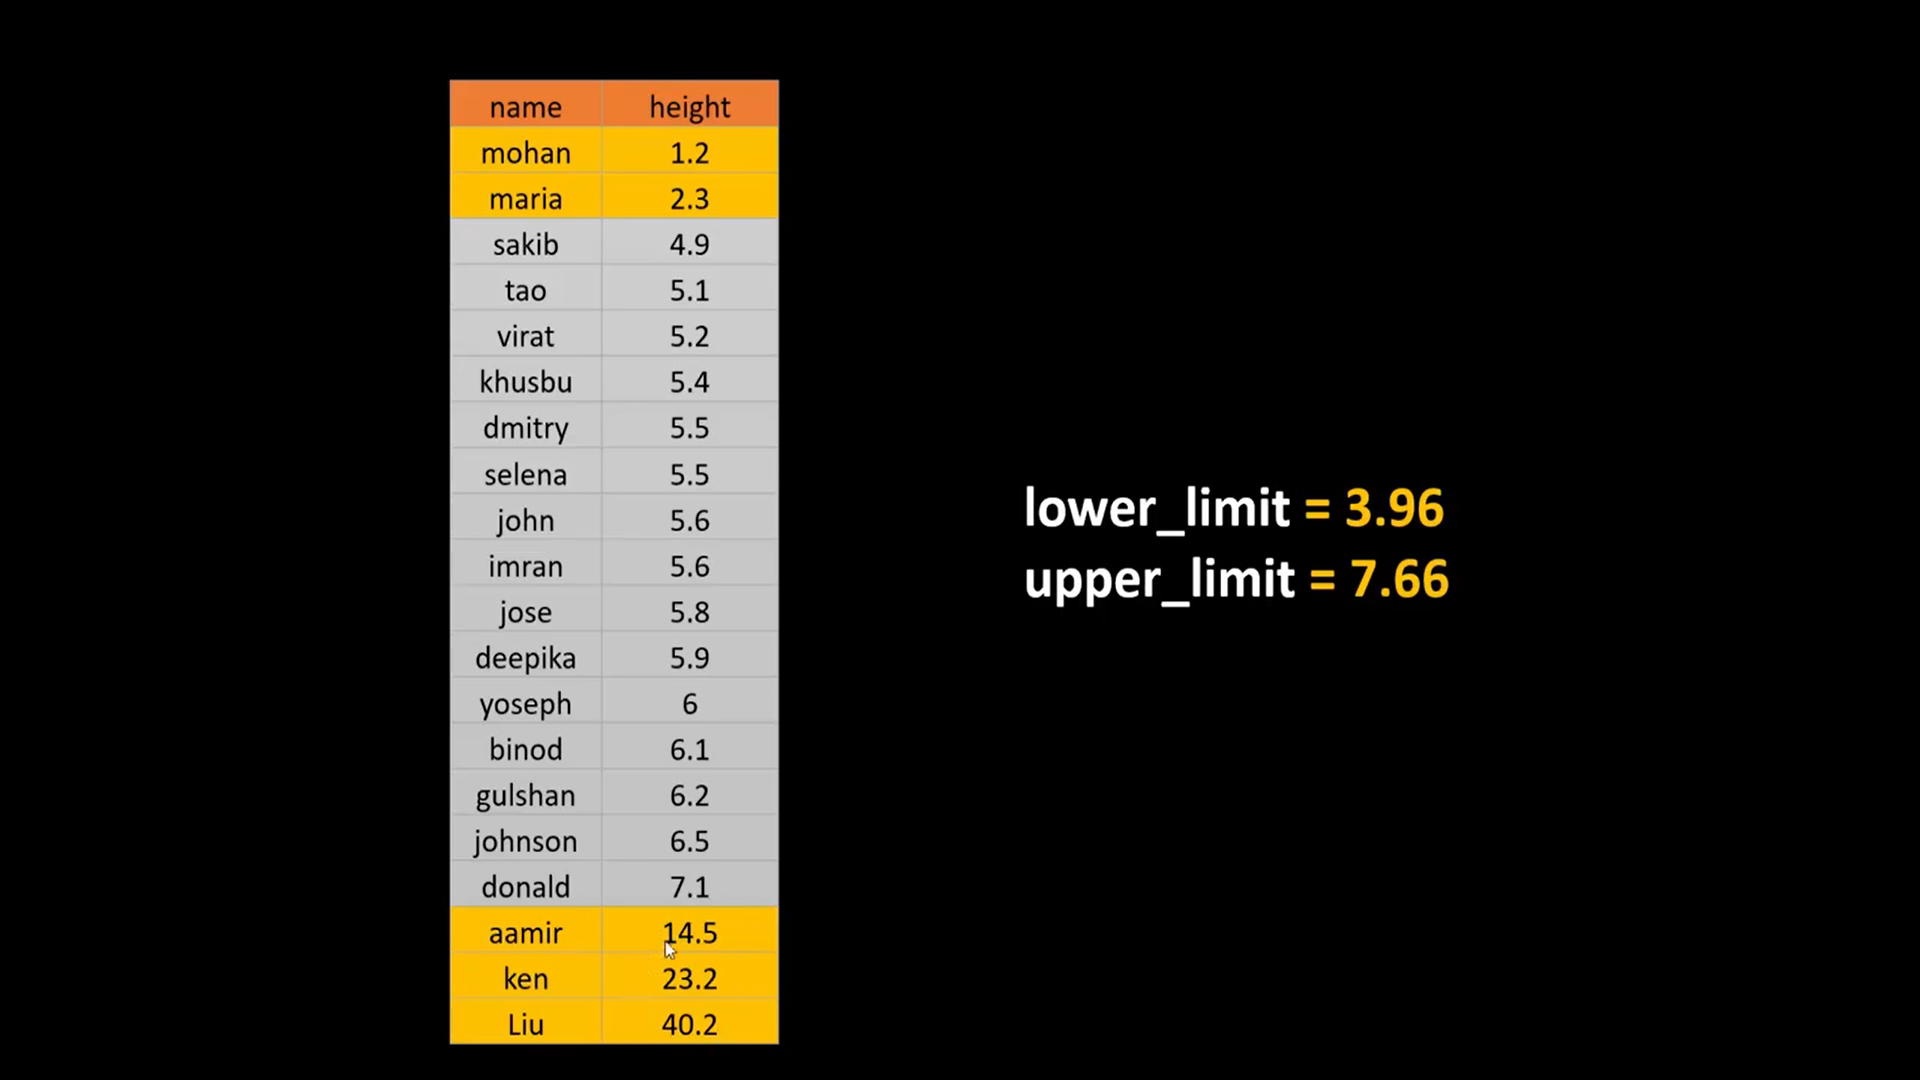 name height
mohan 1.2
maria 2.3
sakib 4.9
tao 5.1
virat 5.2
khusbu 5.4
dmitry 5.5
selena 5.5
john 5.6
imran 5.6
jose 5.8
deepika 5.9
yoseph 6
binod 6.1
gulshan 6.2
johnson 6.5
donald 7.1
aamir 14.5
ken 23.2
Liu 40.2
lower_limit = 3.96
upper_limit = 7.66